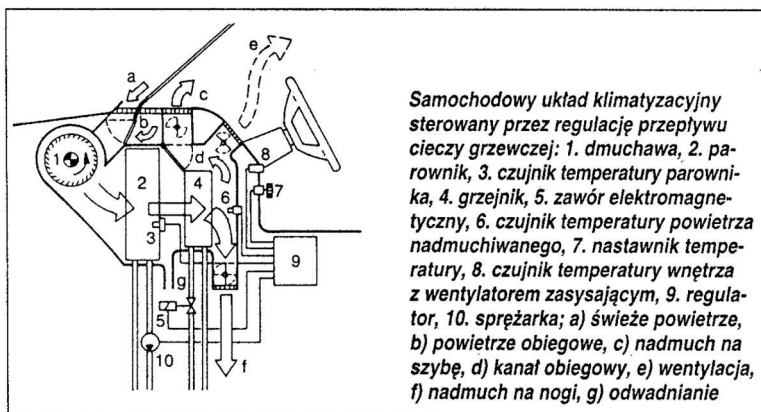 a
e
c
b
1
d
8
2
4
7
6
3
9
g
5
10
f
Samochodowy układ klimatyzacyjny
sterowany przez regulację przepływu
cieczy grzewczej: 1. dmuchawa, 2. pa-
rownik, 3. czujnik temperatury parowni-
ka, 4. grzejnik, 5. zawór elektromagne-
tyczny, 6. czujnik temperatury powietrza
nadmuchiwanego, 7. nastawnik tempe-
ratury, 8. czujnik temperatury wnętrza
z wentylatorem zasysającym, 9. regula-
tor, 10. sprężarka; a) świeże powietrze,
b) powietrze obiegowe, c) nadmuch na
szybę, d) kanał obiegowy, e) wentylacja,
f) nadmuch na nogi, g) odwadnianie